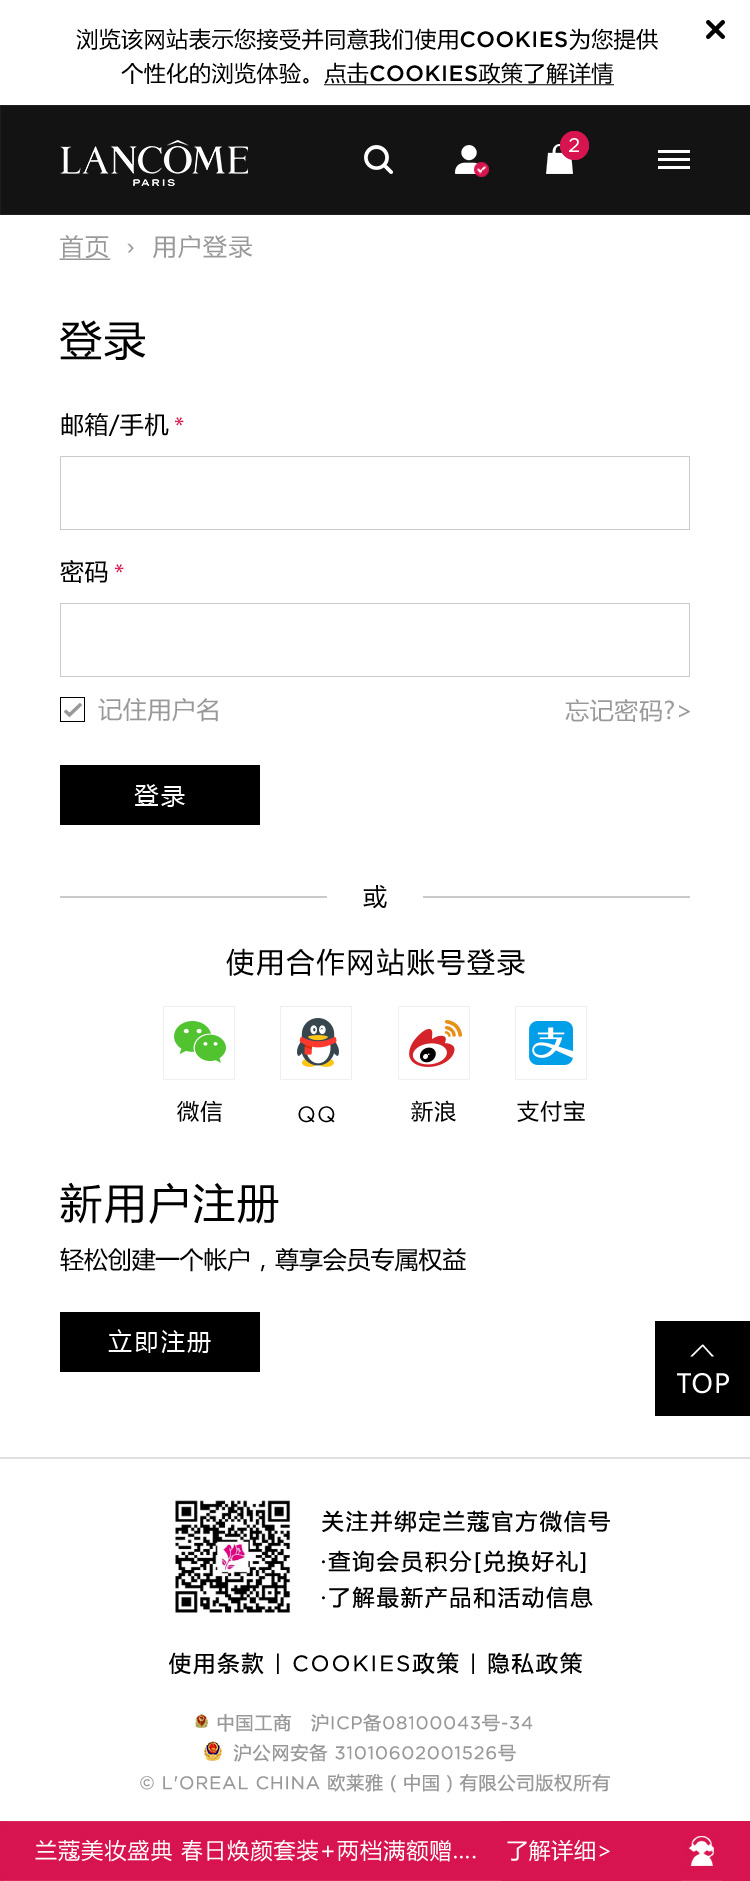 浏览该网站表示您接受并同意我们使用COOKIES为您提供
个性化的浏览体验。点击COOKIES政策了解详情
LANCÔME
PARIS
2
首页 › 用户登录
登录
邮箱/手机 *
密码 *
记住用户名 忘记密码?>
登录
或
使用合作网站账号登录
微信 QQ 新浪 支付宝
新用户注册
轻松创建一个帐户，尊享会员专属权益
立即注册
TOP
关注并绑定兰蔻官方微信号
·查询会员积分[兑换好礼]
·了解最新产品和活动信息
使用条款 | COOKIES政策 | 隐私政策
中国工商 沪ICP备08100043号-34
沪公网安备 31010602001526号
© L'OREAL CHINA 欧莱雅（中国）有限公司版权所有
兰蔻美妆盛典 春日焕颜套装+两档满额赠.... 了解详细>